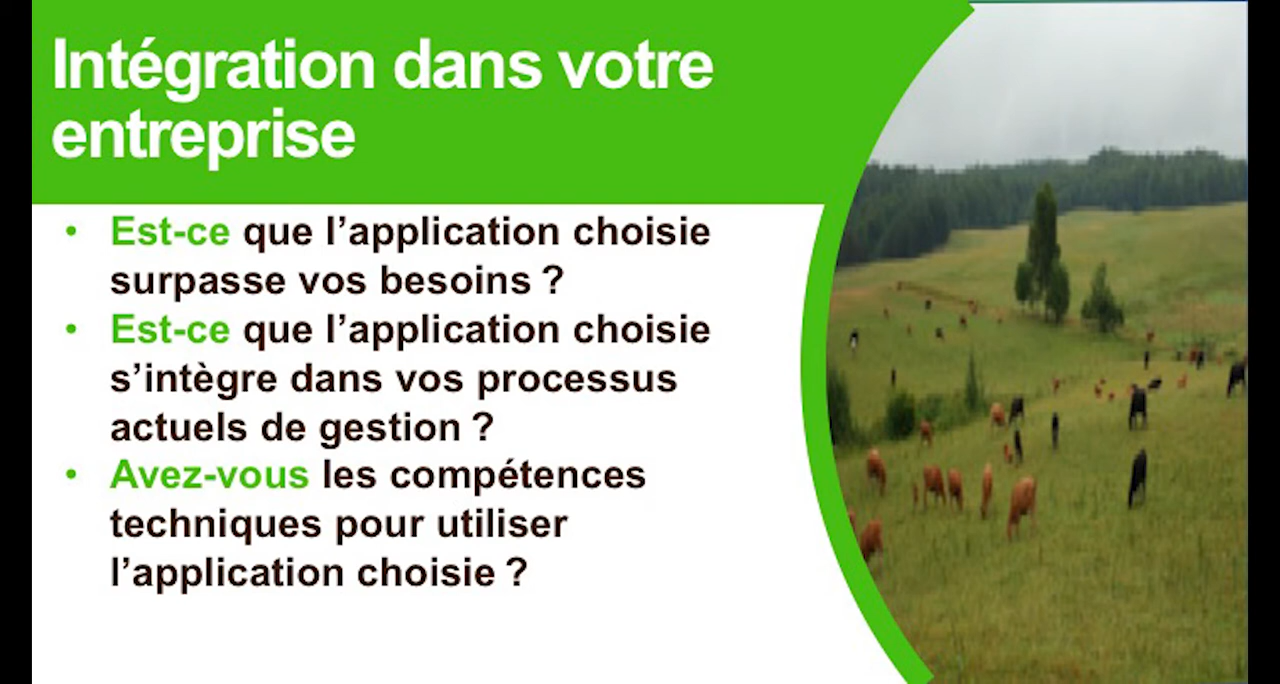 Intégration dans votre
entreprise
• Est-ce que l’application choisie
surpasse vos besoins ?
• Est-ce que l’application choisie
s’intègre dans vos processus
actuels de gestion ?
• Avez-vous les compétences
techniques pour utiliser
l’application choisie ?